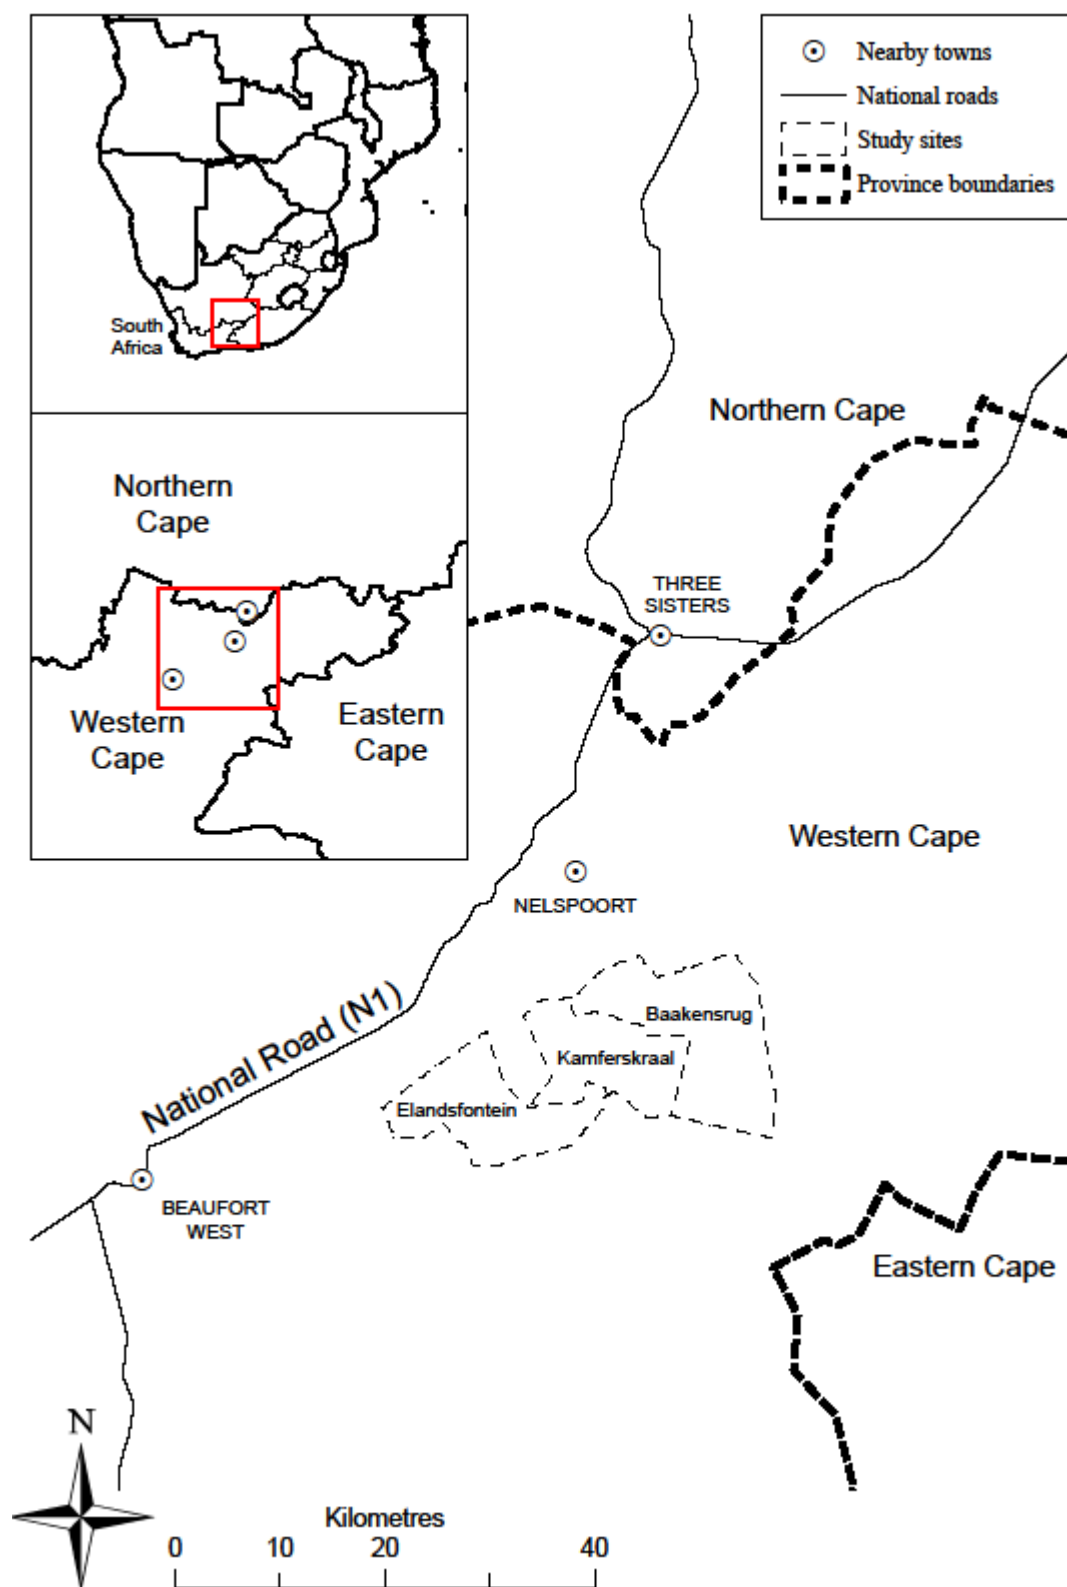 Nearby towns
National roads
Study sites
Province boundaries
South
Africa
Northern Cape
Northern
Cape
THREE
SISTERS
Western
Cape
Eastern
Cape
Western Cape
NELSPOORT
National Road (N1)
Baakensrug
Kamferskraal
Elandsfontein
BEAUFORT
WEST
Eastern Cape
N
Kilometres
0 10 20 40